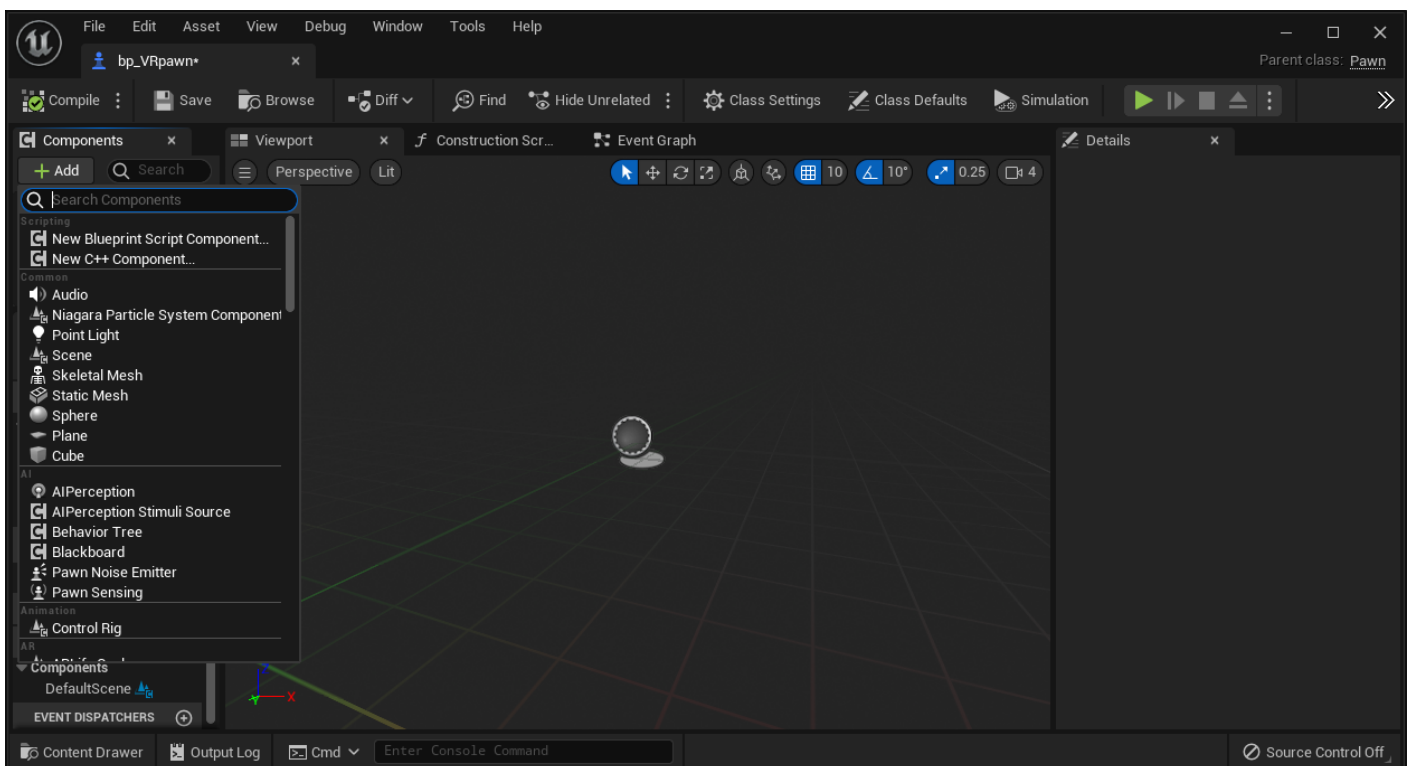 File Edit Asset View Debug Window Tools Help
bp_VRpawn*
Parent class: Pawn
Compile Save Browse Diff Find Hide Unrelated Class Settings Class Defaults Simulation
Components Viewport Construction Scr... Event Graph Details
Add Search Perspective Lit 10 10° 0.25 4
Search Components
Scripting
New Blueprint Script Component...
New C++ Component...
Common
Audio
Niagara Particle System Component
Point Light
Scene
Skeletal Mesh
Static Mesh
Sphere
Plane
Cube
AI
AIPerception
AIPerception Stimuli Source
Behavior Tree
Blackboard
Pawn Noise Emitter
Pawn Sensing
Animation
Control Rig
AR
Components
DefaultScene
Z
Y X
EVENT DISPATCHERS
Content Drawer Output Log Cmd Enter Console Command Source Control Off